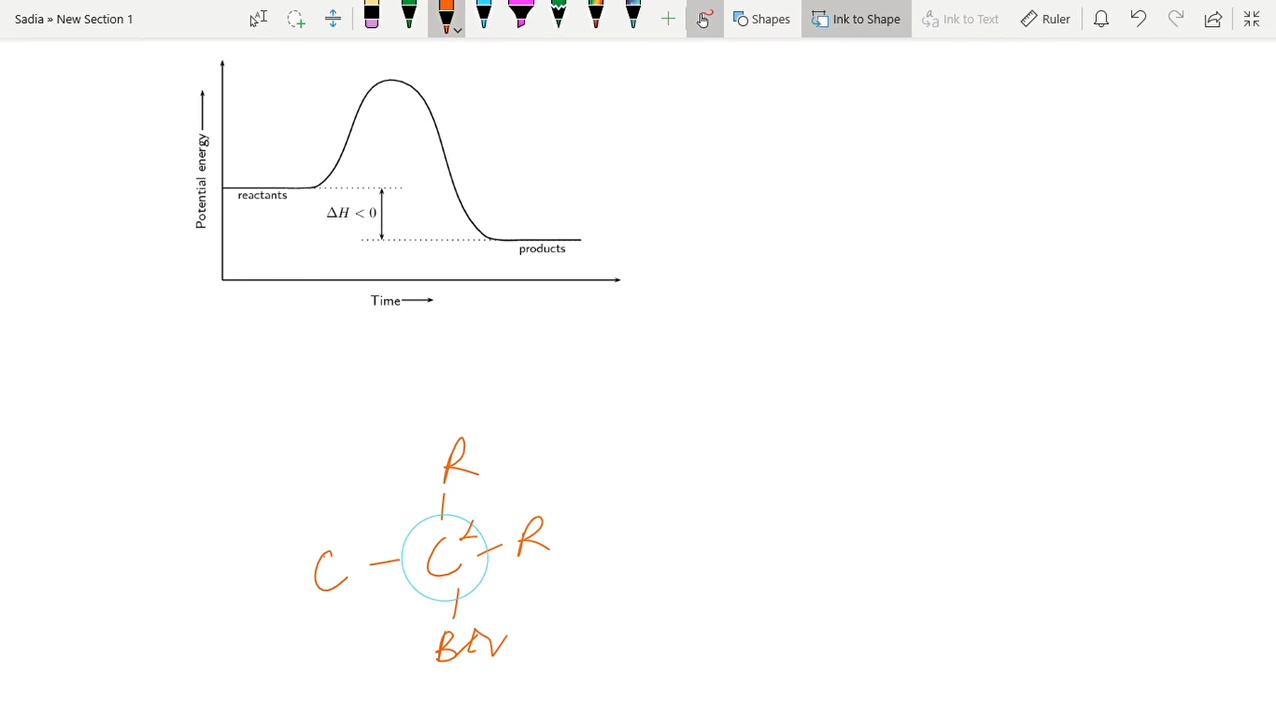 Sadia » New Section 1
Shapes
Ink to Shape
Ink to Text
Ruler
Potential energy
reactants
ΔH < 0
products
Time
R
C
C
R